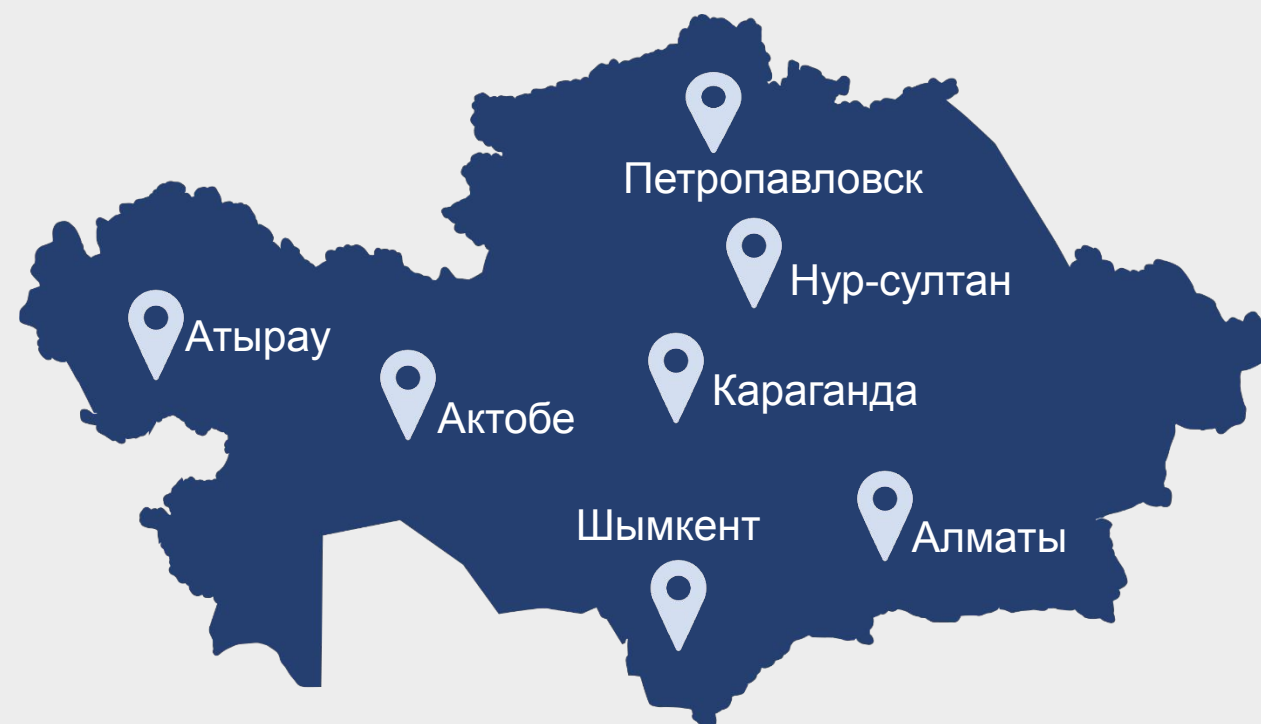 Петропавловск
Нур-султан
Атырау
Караганда
Актобе
Шымкент
Алматы